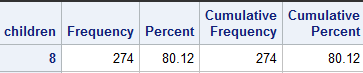 Cumulative Cumulative
children Frequency Percent Frequency Percent
8 274 80.12 274 80.12